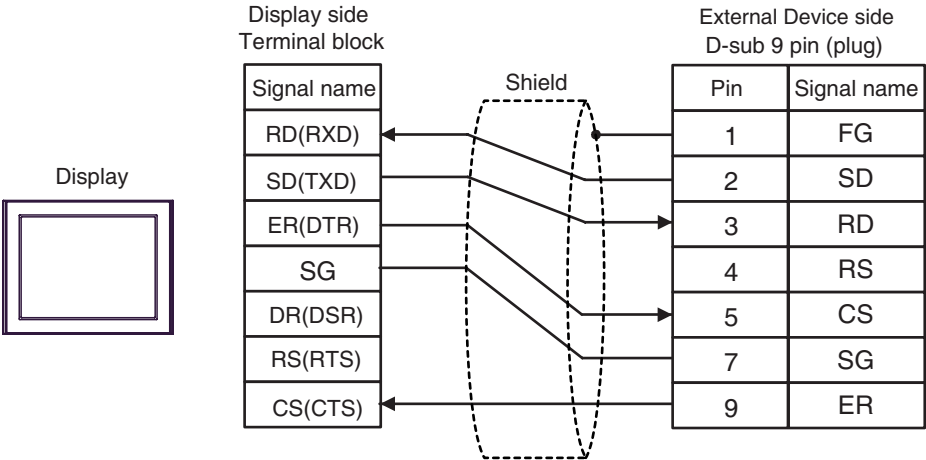 Display side
Terminal block
External Device side
D-sub 9 pin (plug)
Signal name
Shield
Pin
Signal name
RD(RXD)
1
FG
Display
SD(TXD)
2
SD
ER(DTR)
3
RD
SG
4
RS
DR(DSR)
5
CS
RS(RTS)
7
SG
CS(CTS)
9
ER